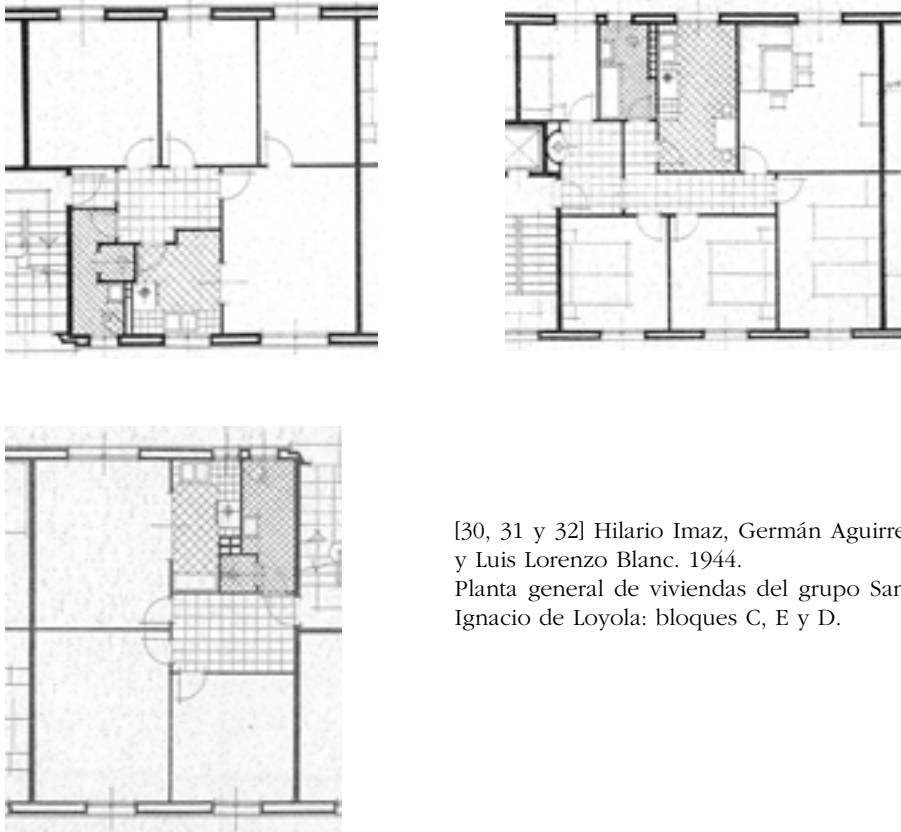 [30, 31 y 32] Hilario Imaz, Germán Aguirre
y Luis Lorenzo Blanc. 1944.
Planta general de viviendas del grupo San
Ignacio de Loyola: bloques C, E y D.